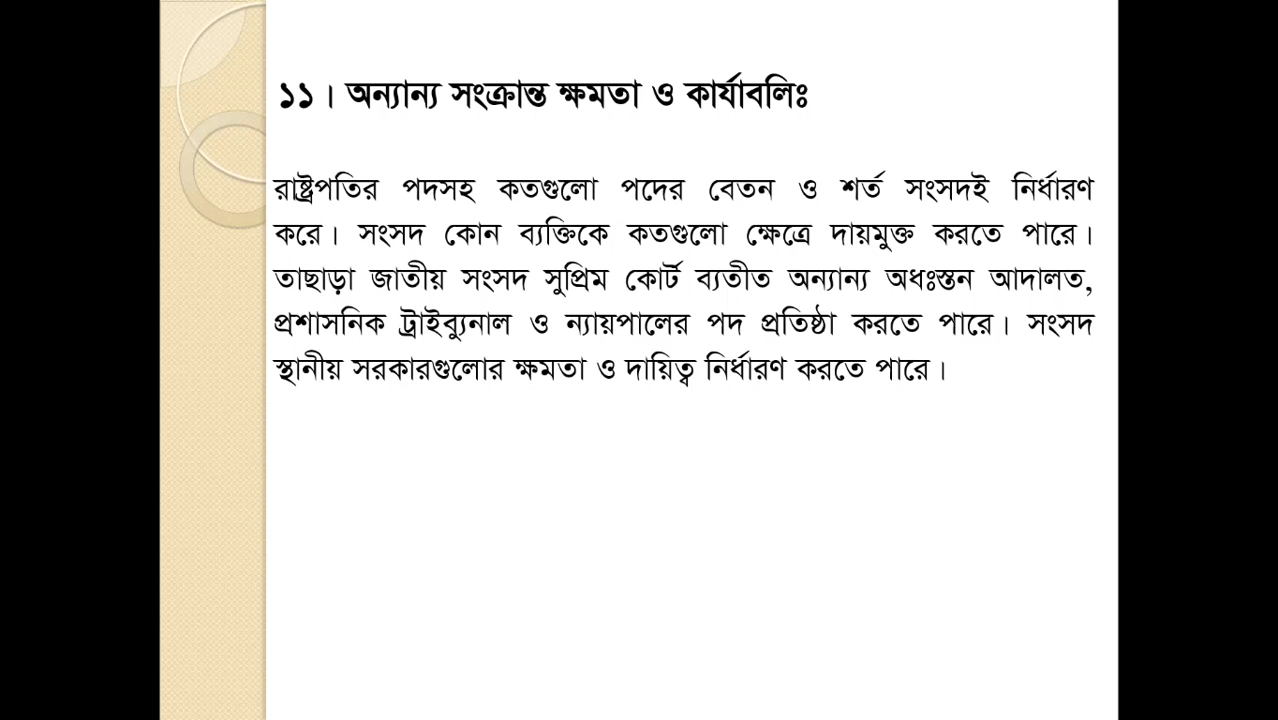 ১১। অন্যান্য সংক্রান্ত ক্ষমতা ও কার্যাবলিঃ
রাষ্ট্রপতির পদসহ কতগুলো পদের বেতন ও শর্ত সংসদই নির্ধারণ
করে। সংসদ কোন ব্যক্তিকে কতগুলো ক্ষেত্রে দায়মুক্ত করতে পারে।
তাছাড়া জাতীয় সংসদ সুপ্রিম কোর্ট ব্যতীত অন্যান্য অধঃস্তন আদালত,
প্রশাসনিক ট্রাইব্যুনাল ও ন্যায়পালের পদ প্রতিষ্ঠা করতে পারে। সংসদ
স্থানীয় সরকারগুলোর ক্ষমতা ও দায়িত্ব নির্ধারণ করতে পারে।